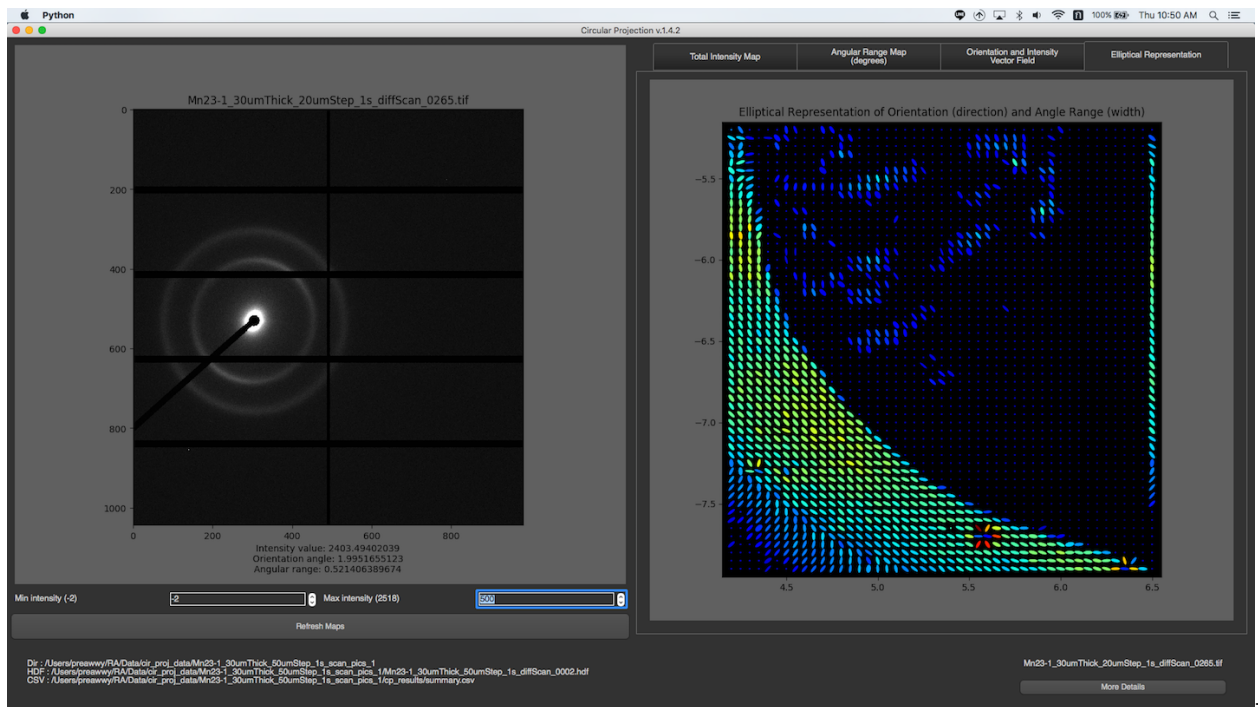 Python
100%
Thu 10:50 AM
Circular Projection v.1.4.2
Total Intensity Map
Angular Range Map
(degrees)
Orientation and Intensity
Vector Field
Elliptical Representation
Mn23-1_30umThick_20umStep_1s_diffScan_0265.tif
0
200
400
600
800
1000
0 200 400 600 800
Intensity value: 2403.49402039
Orientation angle: 1.9951655123
Angular range: 0.521406389674
Elliptical Representation of Orientation (direction) and Angle Range (width)
−5.5
−6.0
−6.5
−7.0
−7.5
4.5 5.0 5.5 6.0 6.5
Min intensity (-2)
-2
Max intensity (2518)
500
Refresh Maps
Dir : /Users/preawwy/RA/Data/cir_proj_data/Mn23-1_30umThick_50umStep_1s_scan_pics_1
HDF : /Users/preawwy/RA/Data/cir_proj_data/Mn23-1_30umThick_50umStep_1s_scan_pics_1/Mn23-1_30umThick_50umStep_1s_diffScan_0002.hdf
CSV : /Users/preawwy/RA/Data/cir_proj_data/Mn23-1_30umThick_50umStep_1s_scan_pics_1/cp_results/summary.csv
Mn23-1_30umThick_20umStep_1s_diffScan_0265.tif
More Details